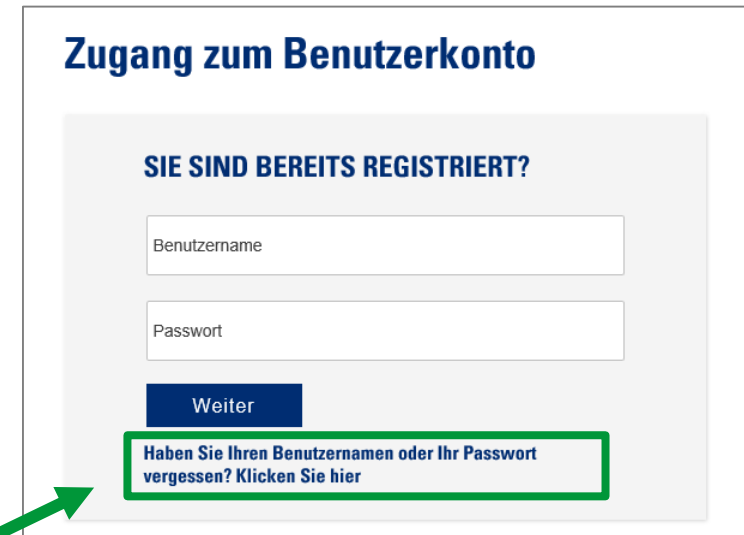 Zugang zum Benutzerkonto
SIE SIND BEREITS REGISTRIERT?
Benutzername
Passwort
Weiter
Haben Sie Ihren Benutzernamen oder Ihr Passwort
vergessen? Klicken Sie hier